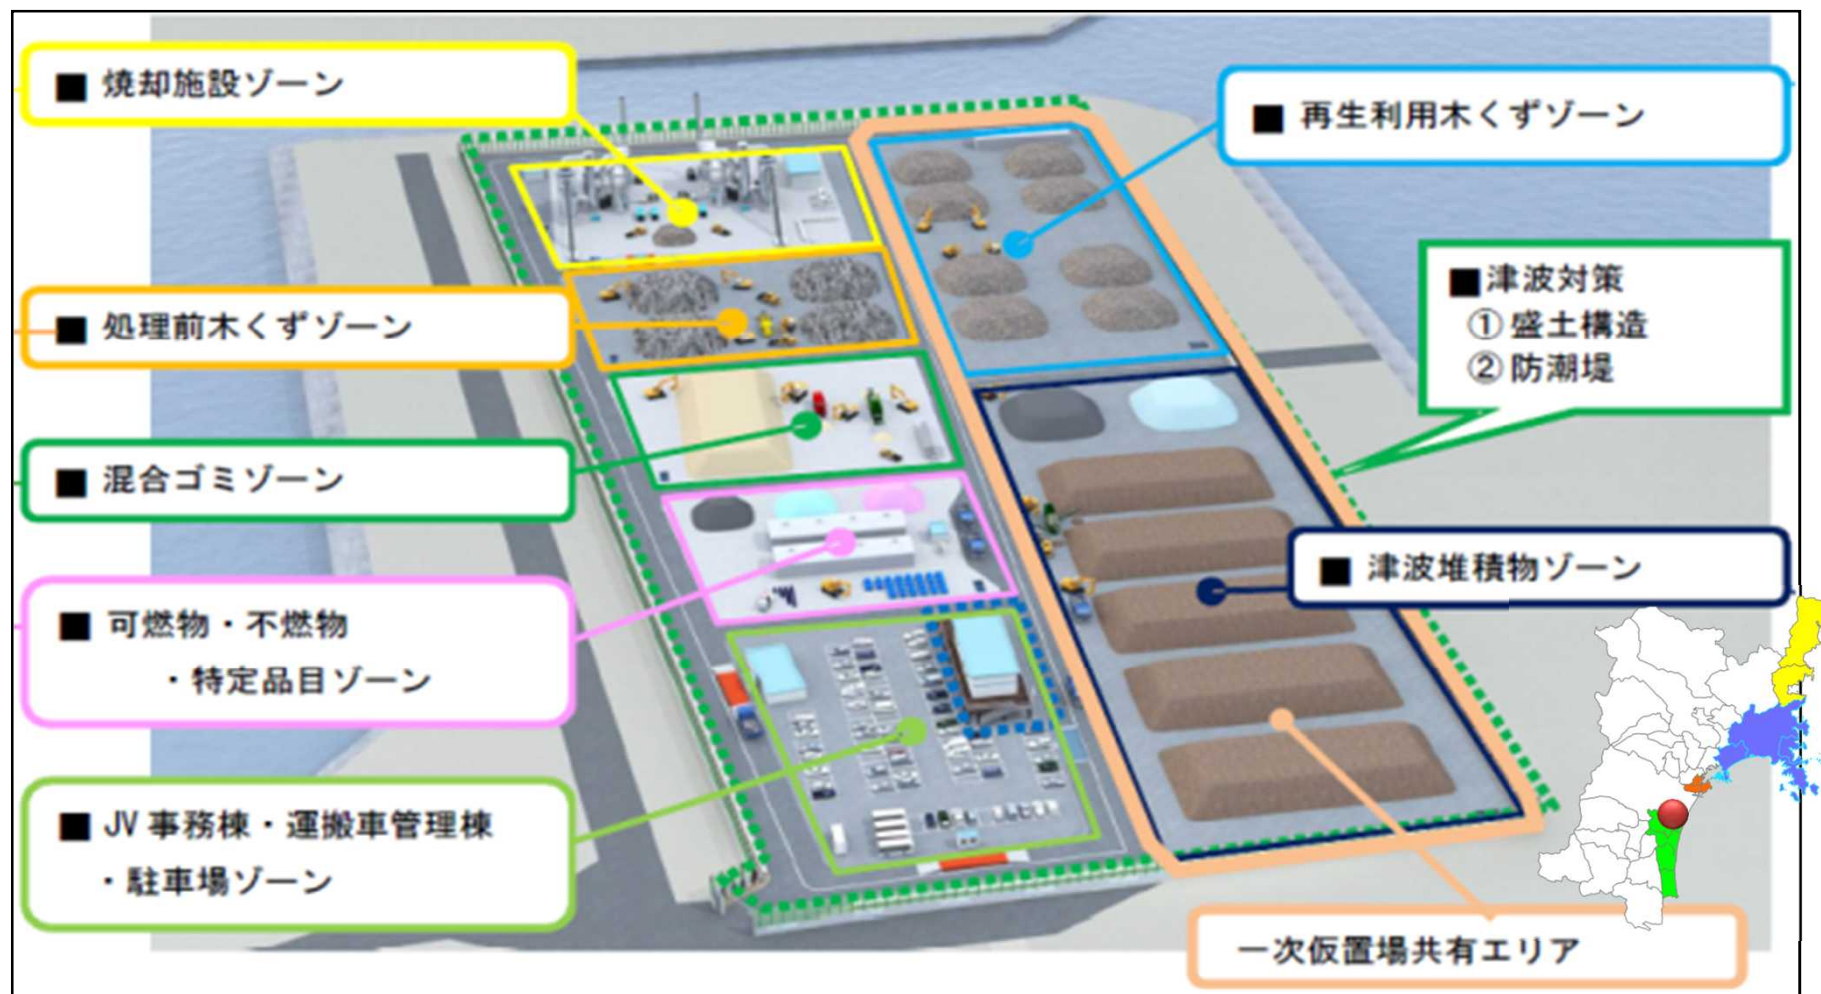 ■ 焼却施設ゾーン
■ 処理前木くずゾーン
■ 混合ゴミゾーン
■ 可燃物・不燃物
・特定品目ゾーン
■ JV 事務棟・運搬車管理棟
・駐車場ゾーン
■ 再生利用木くずゾーン
■津波対策
① 盛土構造
② 防潮堤
■ 津波堆積物ゾーン
一次仮置場共有エリア